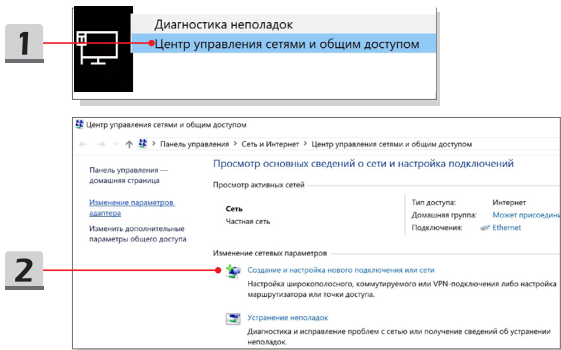 1
Диагностика неполадок
Центр управления сетями и общим доступом
Центр управления сетями и общим доступом
Панель управления > Сеть и Интернет > Центр управления сетями и общим доступом
Панель управления —
домашняя страница
Изменение параметров
адаптера
Изменить дополнительные
параметры общего доступа
Просмотр основных сведений о сети и настройка подключений
Просмотр активных сетей
Сеть
Частная сеть
Тип доступа: Интернет
Домашняя группа: Может присоедини
Подключения: Ethernet
Изменение сетевых параметров
2
Создание и настройка нового подключения или сети
Настройка широкополосного, коммутируемого или VPN-подключения либо настройка
маршрутизатора или точки доступа.
Устранение неполадок
Диагностика и исправление проблем с сетью или получение сведений об устранении
неполадок.